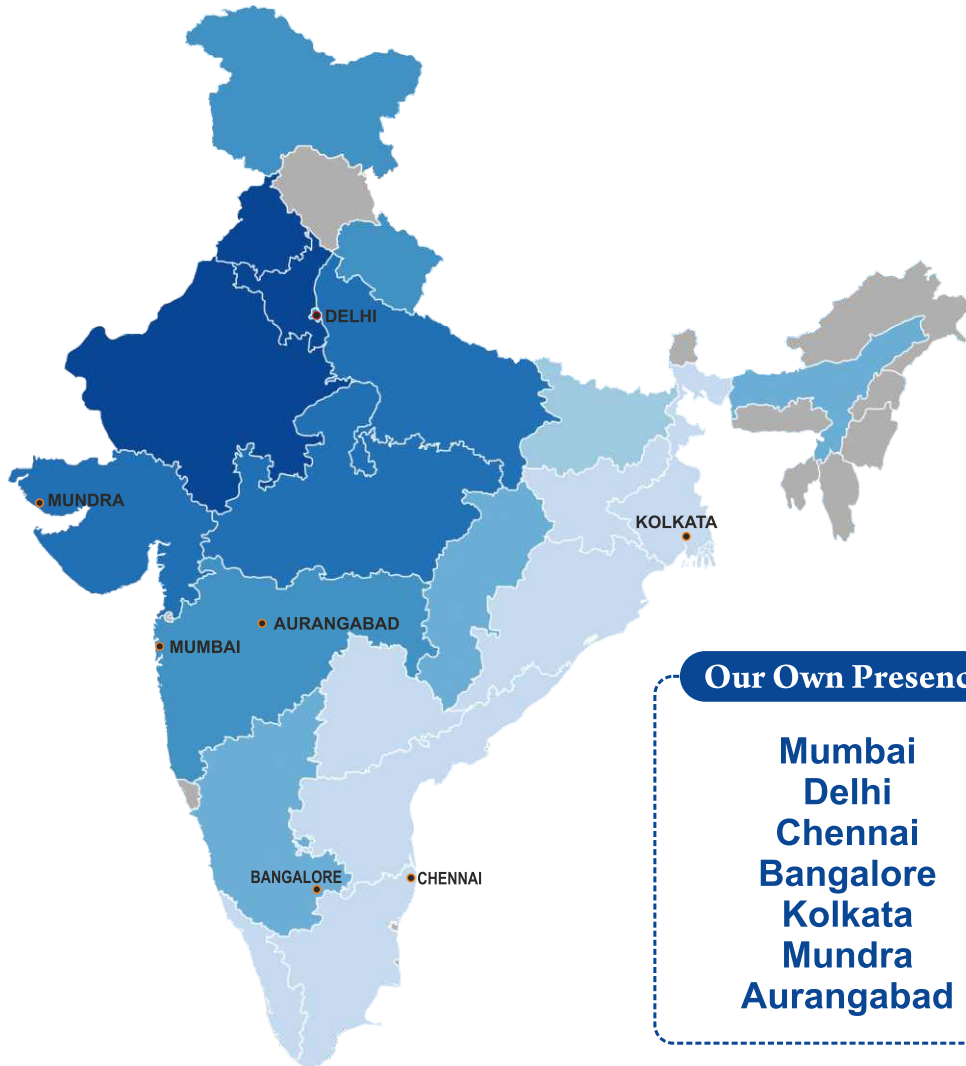 DELHI
MUNDRA
KOLKATA
AURANGABAD
MUMBAI
BANGALORE
CHENNAI
Our Own Presenc
Mumbai
Delhi
Chennai
Bangalore
Kolkata
Mundra
Aurangabad